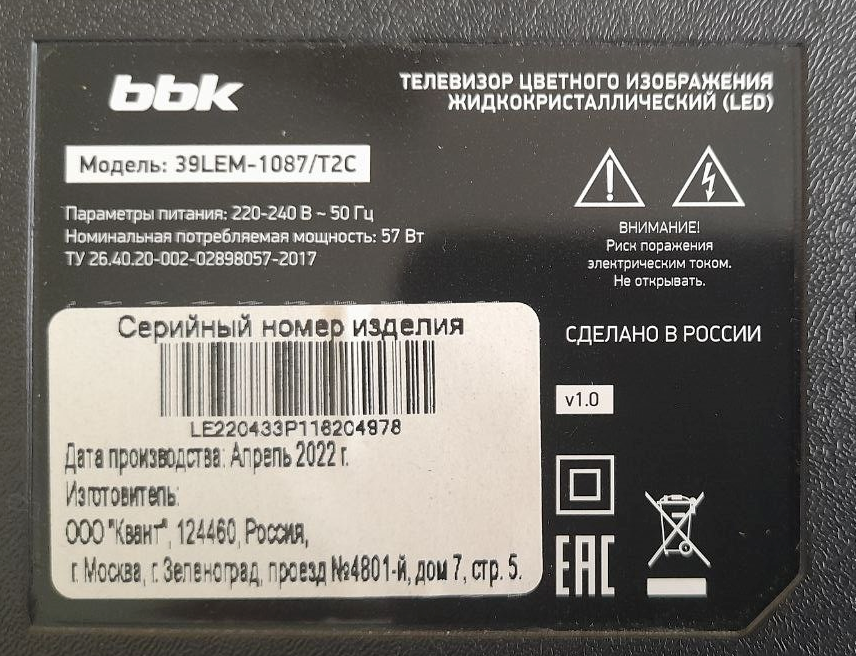 bbk
ТЕЛЕВИЗОР ЦВЕТНОГО ИЗОБРАЖЕНИЯ
ЖИДКОКРИСТАЛЛИЧЕСКИЙ (LED)
Модель: 39LEM-1087/T2C
Параметры питания: 220-240 В ~ 50 Гц
Номинальная потребляемая мощность: 57 Вт
ТУ 26.40.20-002-02898057-2017
ВНИМАНИЕ!
Риск поражения
электрическим током.
Не открывать.
Серийный номер изделия
LE220433P118204978
Дата производства: Апрель 2022 г.
Изготовитель:
ООО "Квант", 124460, Россия,
г. Москва, г. Зеленоград, проезд №4801-й, дом 7, стр. 5.
СДЕЛАНО В РОССИИ
v1.0
EAC